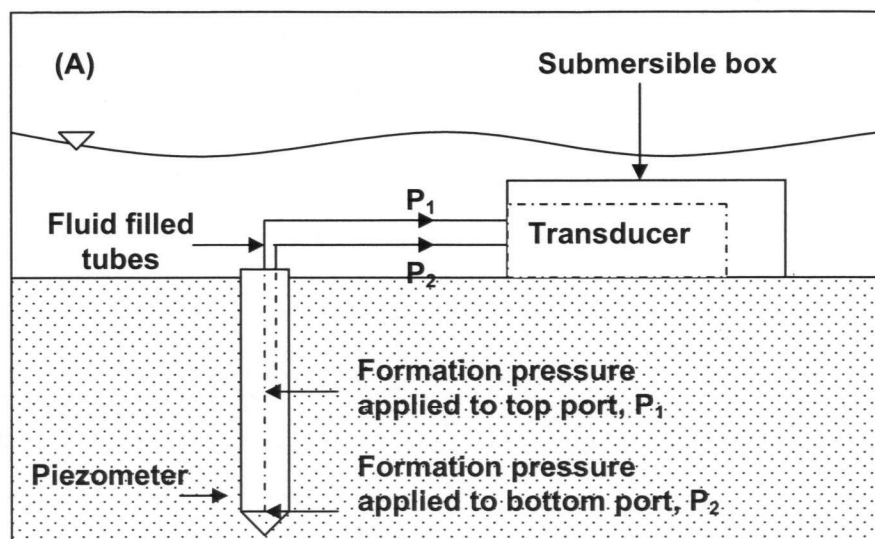 (A)
Submersible box
P1
Fluid filled
tubes
Transducer
P2
Formation pressure
applied to top port, P1
Piezometer
Formation pressure
applied to bottom port, P2